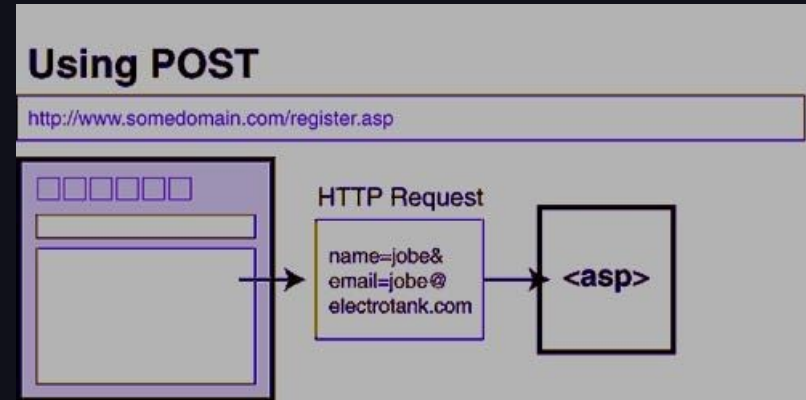 Using POST
http://www.somedomain.com/register.asp
HTTP Request
name=jobe&
email=jobe@
electrotank.com
<asp>